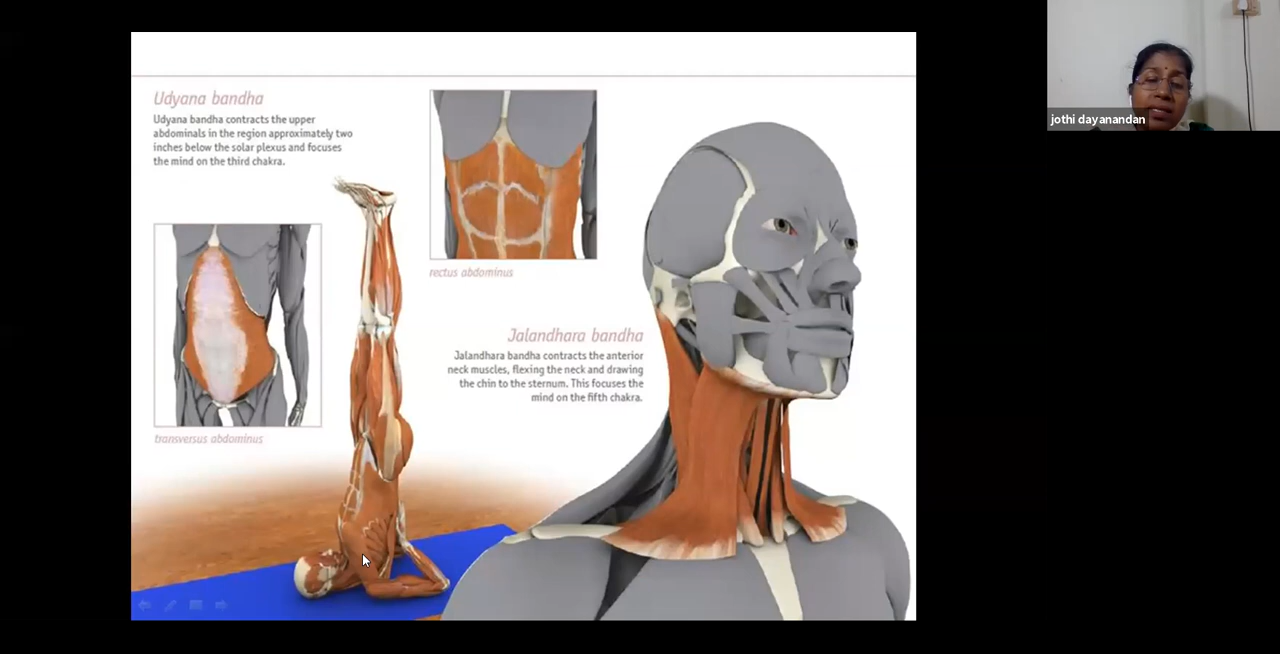 Udyana bandha
Udyana bandha contracts the upper
abdominals in the region approximately two
inches below the solar plexus and focuses
the mind on the third chakra.
rectus abdominus
transversus abdominus
Jalandhara bandha
Jalandhara bandha contracts the anterior
neck muscles, flexing the neck and drawing
the chin to the sternum. This focuses the
mind on the fifth chakra.
jothi dayanandan